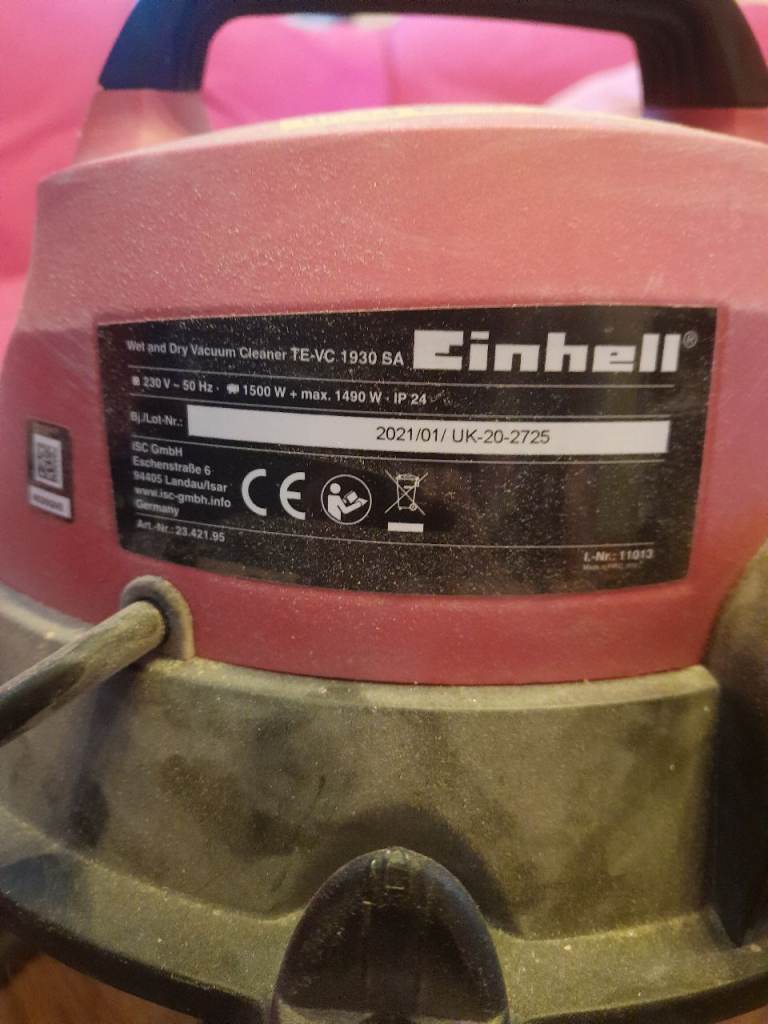 Wet and Dry Vacuum Cleaner TE-VC 1930 SA Einhell®
230 V ~ 50 Hz · 1500 W + max. 1490 W · IP 24
Bj./Lot-Nr.: 2021/01/ UK-20-2725
iSC GmbH
Eschenstraße 6
94405 Landau/Isar
www.isc-gmbh.info
Germany
CE
Art.-Nr.: 23.421.95
I.-Nr.: 11013